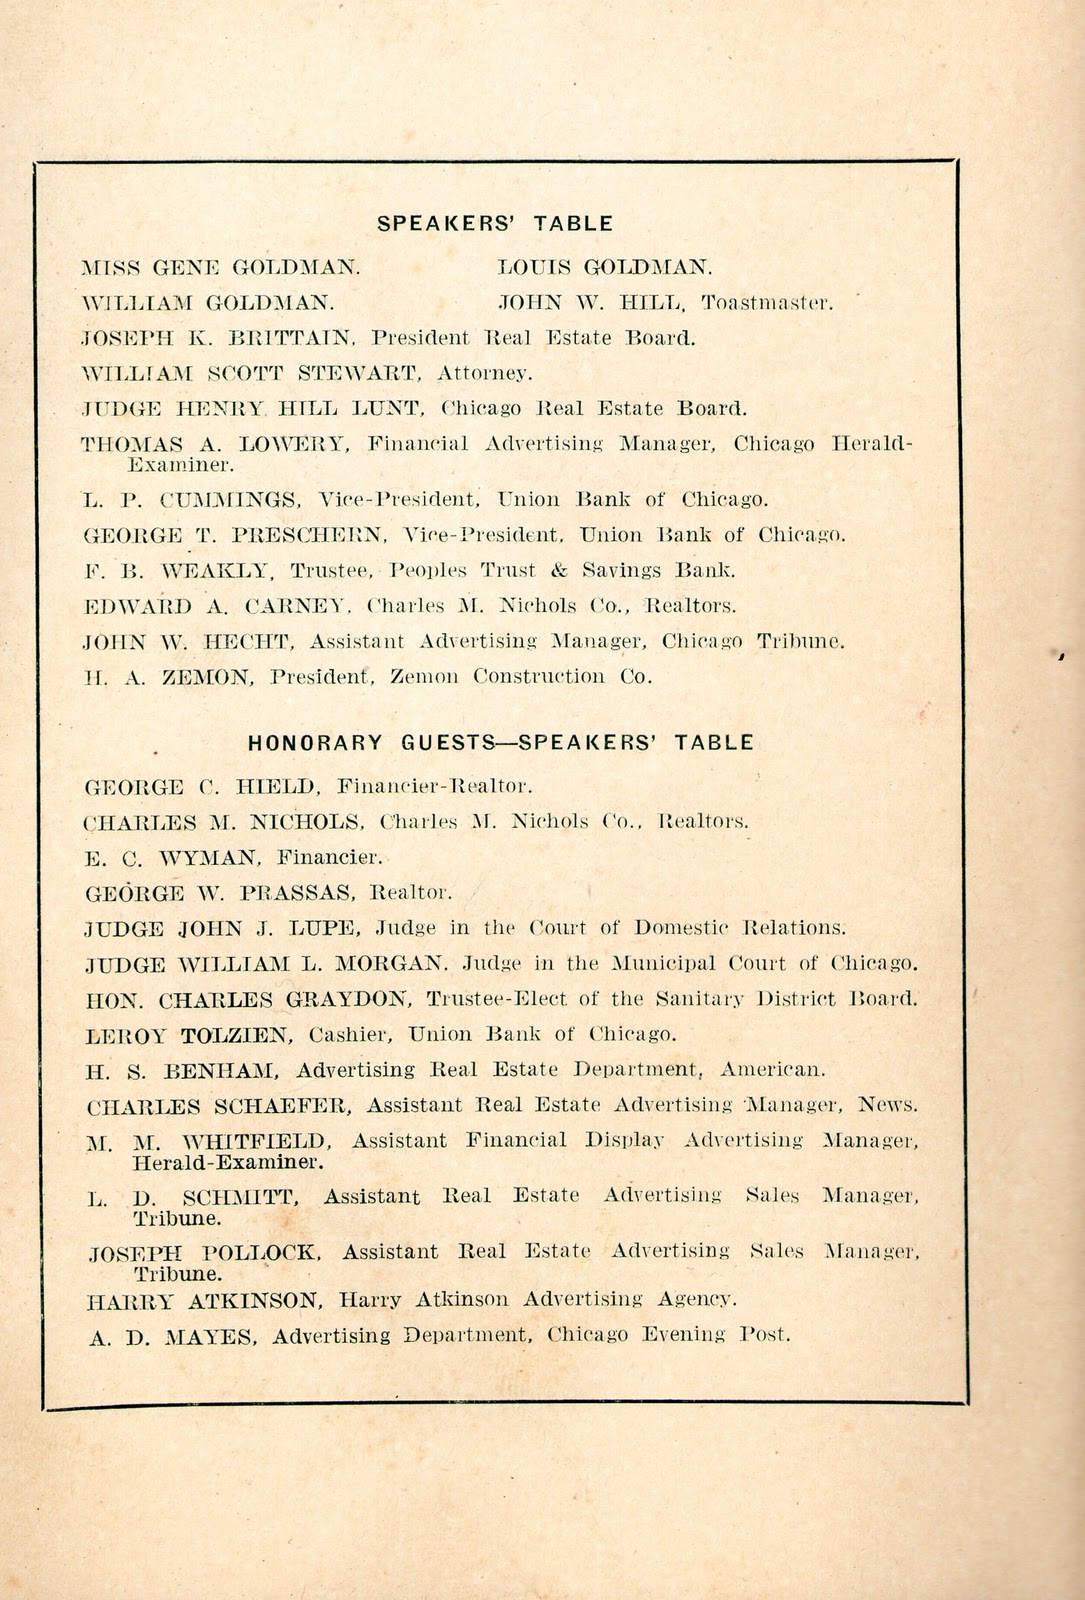 SPEAKERS' TABLE
MISS GENE GOLDMAN. LOUIS GOLDMAN.
WILLIAM GOLDMAN. JOHN W. HILL, Toastmaster.
JOSEPH K. BRITTAIN, President Real Estate Board.
WILLIAM SCOTT STEWART, Attorney.
JUDGE HENRY HILL LUNT, Chicago Real Estate Board.
THOMAS A. LOWERY, Financial Advertising Manager, Chicago Herald-
Examiner.
L. P. CUMMINGS, Vice-President, Union Bank of Chicago.
GEORGE T. PRESCHERN, Vice-President, Union Bank of Chicago.
F. B. WEAKLY, Trustee, Peoples Trust & Savings Bank.
EDWARD A. CARNEY, Charles M. Nichols Co., Realtors.
JOHN W. HECHT, Assistant Advertising Manager, Chicago Tribune.
H. A. ZEMON, President, Zemon Construction Co.
HONORARY GUESTS—SPEAKERS' TABLE
GEORGE C. HIELD, Financier-Realtor.
CHARLES M. NICHOLS, Charles M. Nichols Co., Realtors.
E. C. WYMAN, Financier.
GEORGE W. PRASSAS, Realtor.
JUDGE JOHN J. LUPE, Judge in the Court of Domestic Relations.
JUDGE WILLIAM L. MORGAN. Judge in the Municipal Court of Chicago.
HON. CHARLES GRAYDON, Trustee-Elect of the Sanitary District Board.
LEROY TOLZIEN, Cashier, Union Bank of Chicago.
H. S. BENHAM, Advertising Real Estate Department, American.
CHARLES SCHAEFER, Assistant Real Estate Advertising Manager, News.
M. M. WHITFIELD, Assistant Financial Display Advertising Manager,
Herald-Examiner.
L. D. SCHMITT, Assistant Real Estate Advertising Sales Manager,
Tribune.
JOSEPH POLLOCK, Assistant Real Estate Advertising Sales Manager,
Tribune.
HARRY ATKINSON, Harry Atkinson Advertising Agency.
A. D. MAYES, Advertising Department, Chicago Evening Post.